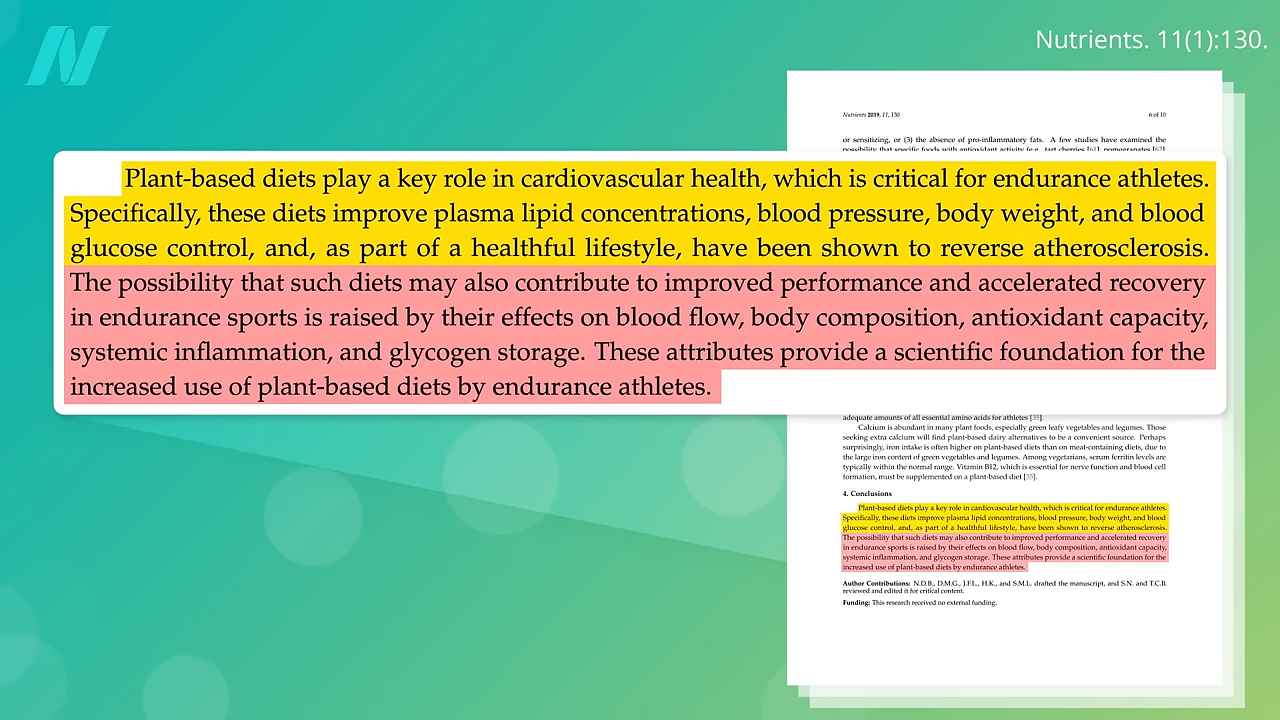 Nutrients. 11(1):130.
Nutrients 2019, 11, 130
6 of 10
or sensitizing, or (3) the absence of pro-inflammatory fats. A few studies have examined the
possibility that specific foods with antioxidant activity (e.g., tart cherries [61], pomegranates [62]
Plant-based diets play a key role in cardiovascular health, which is critical for endurance athletes.
Specifically, these diets improve plasma lipid concentrations, blood pressure, body weight, and blood
glucose control, and, as part of a healthful lifestyle, have been shown to reverse atherosclerosis.
The possibility that such diets may also contribute to improved performance and accelerated recovery
in endurance sports is raised by their effects on blood flow, body composition, antioxidant capacity,
systemic inflammation, and glycogen storage. These attributes provide a scientific foundation for the
increased use of plant-based diets by endurance athletes.
adequate amounts of all essential amino acids for athletes [35].
Calcium is abundant in many plant foods, especially green leafy vegetables and legumes. Those
seeking extra calcium will find plant-based dairy alternatives to be a convenient source. Perhaps
surprisingly, iron intake is often higher on plant-based diets than on meat-containing diets, due to
the large iron content of green vegetables and legumes. Among vegetarians, serum ferritin levels are
typically within the normal range. Vitamin B12, which is essential for nerve function and blood cell
formation, must be supplemented on a plant-based diet [35].
4. Conclusions
Plant-based diets play a key role in cardiovascular health, which is critical for endurance athletes.
Specifically, these diets improve plasma lipid concentrations, blood pressure, body weight, and blood
glucose control, and, as part of a healthful lifestyle, have been shown to reverse atherosclerosis.
The possibility that such diets may also contribute to improved performance and accelerated recovery
in endurance sports is raised by their effects on blood flow, body composition, antioxidant capacity,
systemic inflammation, and glycogen storage. These attributes provide a scientific foundation for the
increased use of plant-based diets by endurance athletes.
Author Contributions: N.D.B., D.M.G., J.F.L., H.K., and S.M.L. drafted the manuscript, and S.N. and T.C.B.
reviewed and edited it for critical content.
Funding: This research received no external funding.